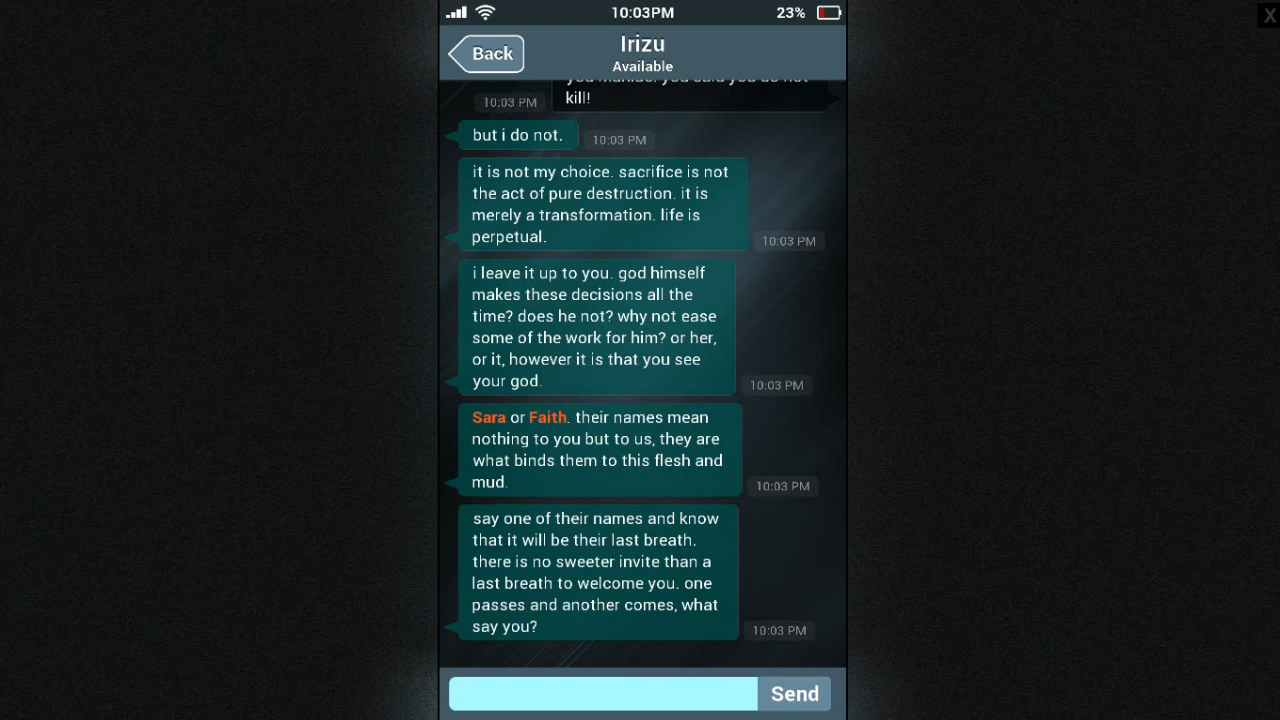 10:03PM
23%
X
Back
Irizu
Available
kill!
10:03 PM
but i do not.
10:03 PM
it is not my choice. sacrifice is not
the act of pure destruction. it is
merely a transformation. life is
perpetual.
10:03 PM
i leave it up to you. god himself
makes these decisions all the
time? does he not? why not ease
some of the work for him? or her,
or it, however it is that you see
your god.
10:03 PM
Sara or Faith. their names mean
nothing to you but to us, they are
what binds them to this flesh and
mud.
10:03 PM
say one of their names and know
that it will be their last breath.
there is no sweeter invite than a
last breath to welcome you. one
passes and another comes, what
say you?
10:03 PM
Send